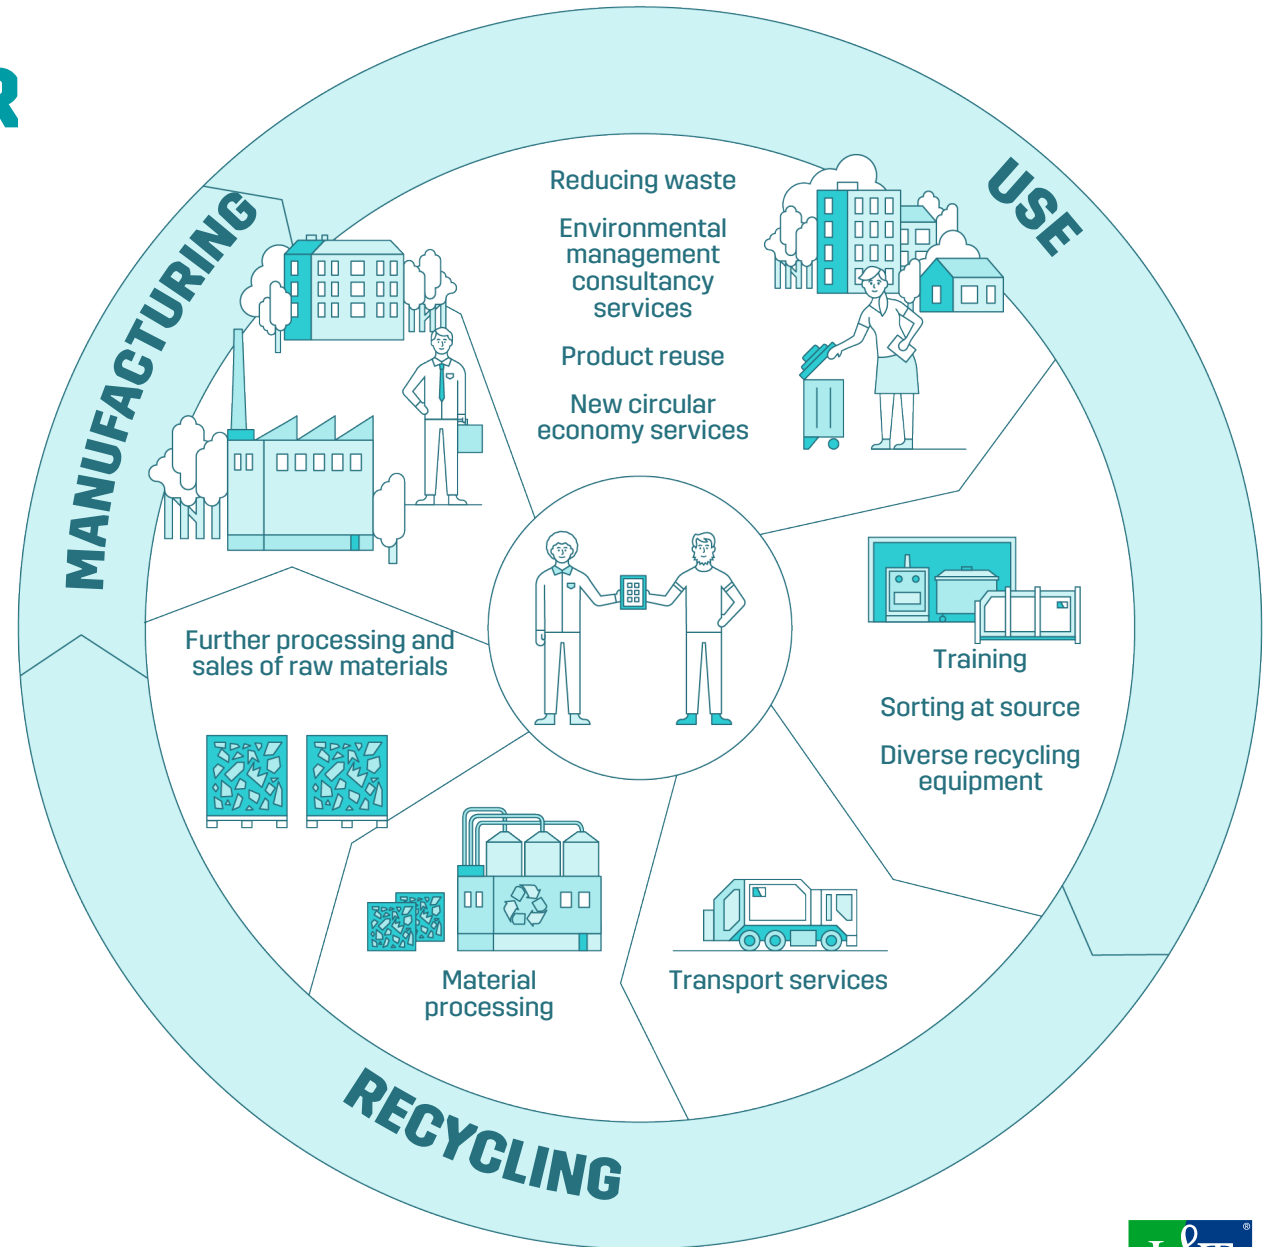 R
MANUFACTURING
USE
Reducing waste
Environmental
management
consultancy
services
Product reuse
New circular
economy services
Training
Sorting at source
Diverse recycling
equipment
Transport services
Material
processing
Further processing and
sales of raw materials
RECYCLING
L&T
®